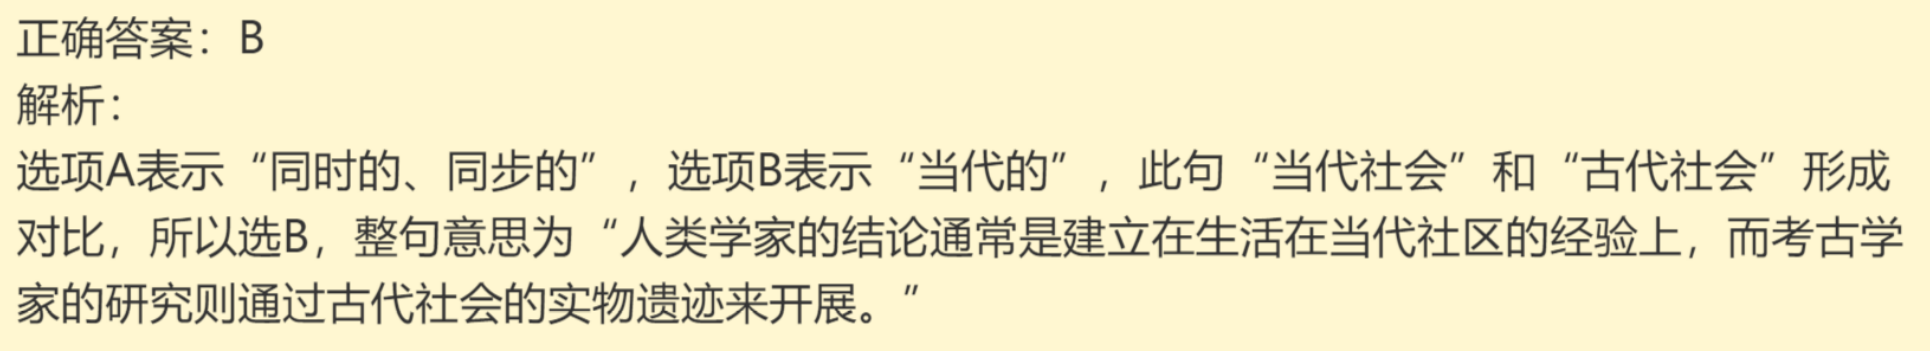 正确答案：B
解析：
选项A表示“同时的、同步的”，选项B表示“当代的”，此句“当代社会”和“古代社会”形成
对比，所以选B，整句意思为“人类学家的结论通常是建立在生活在当代社区的经验上，而考古学
家的研究则通过古代社会的实物遗迹来开展。”